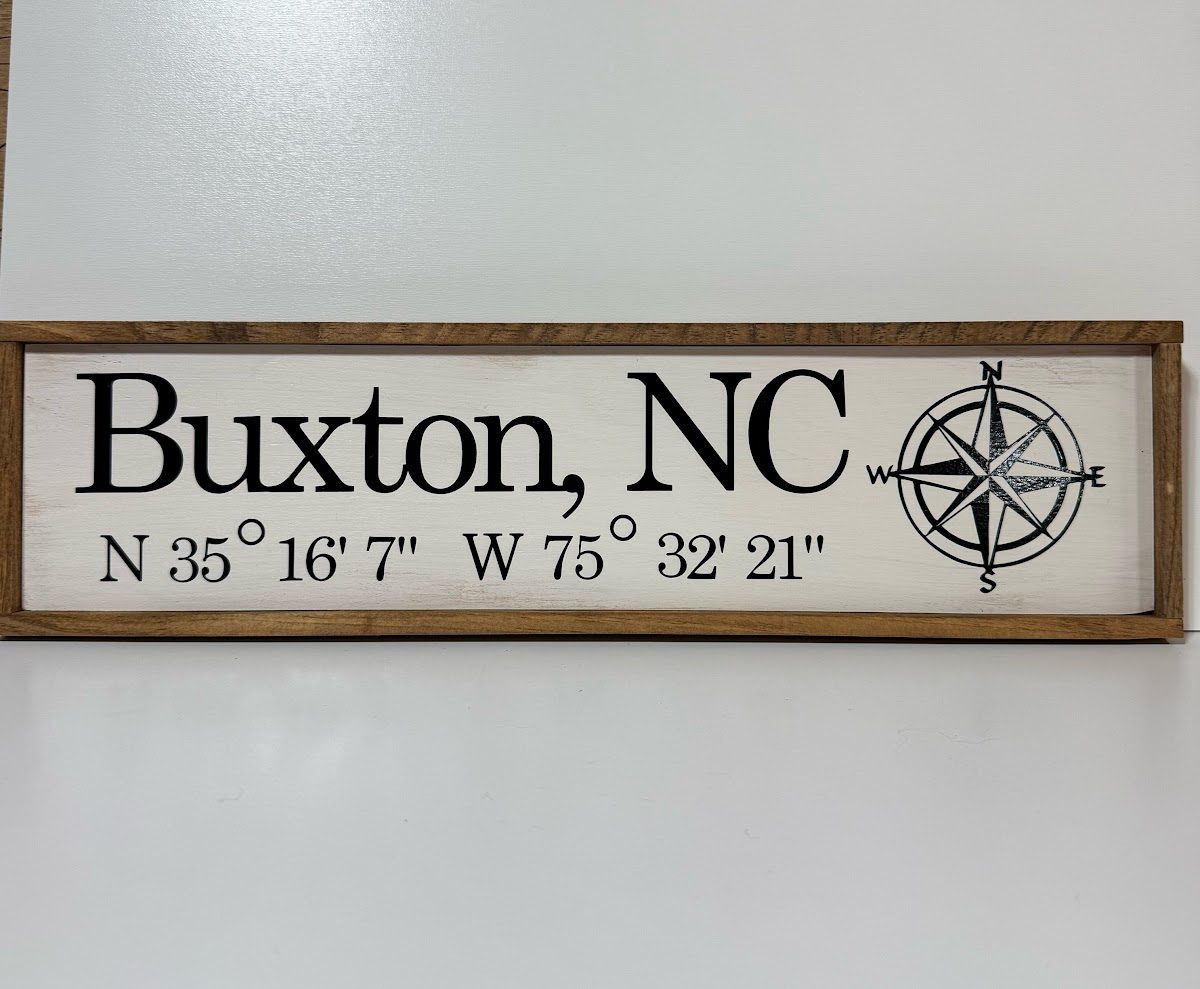 Buxton, NC
N 35° 16' 7" W 75° 32' 21"
N
W E
S